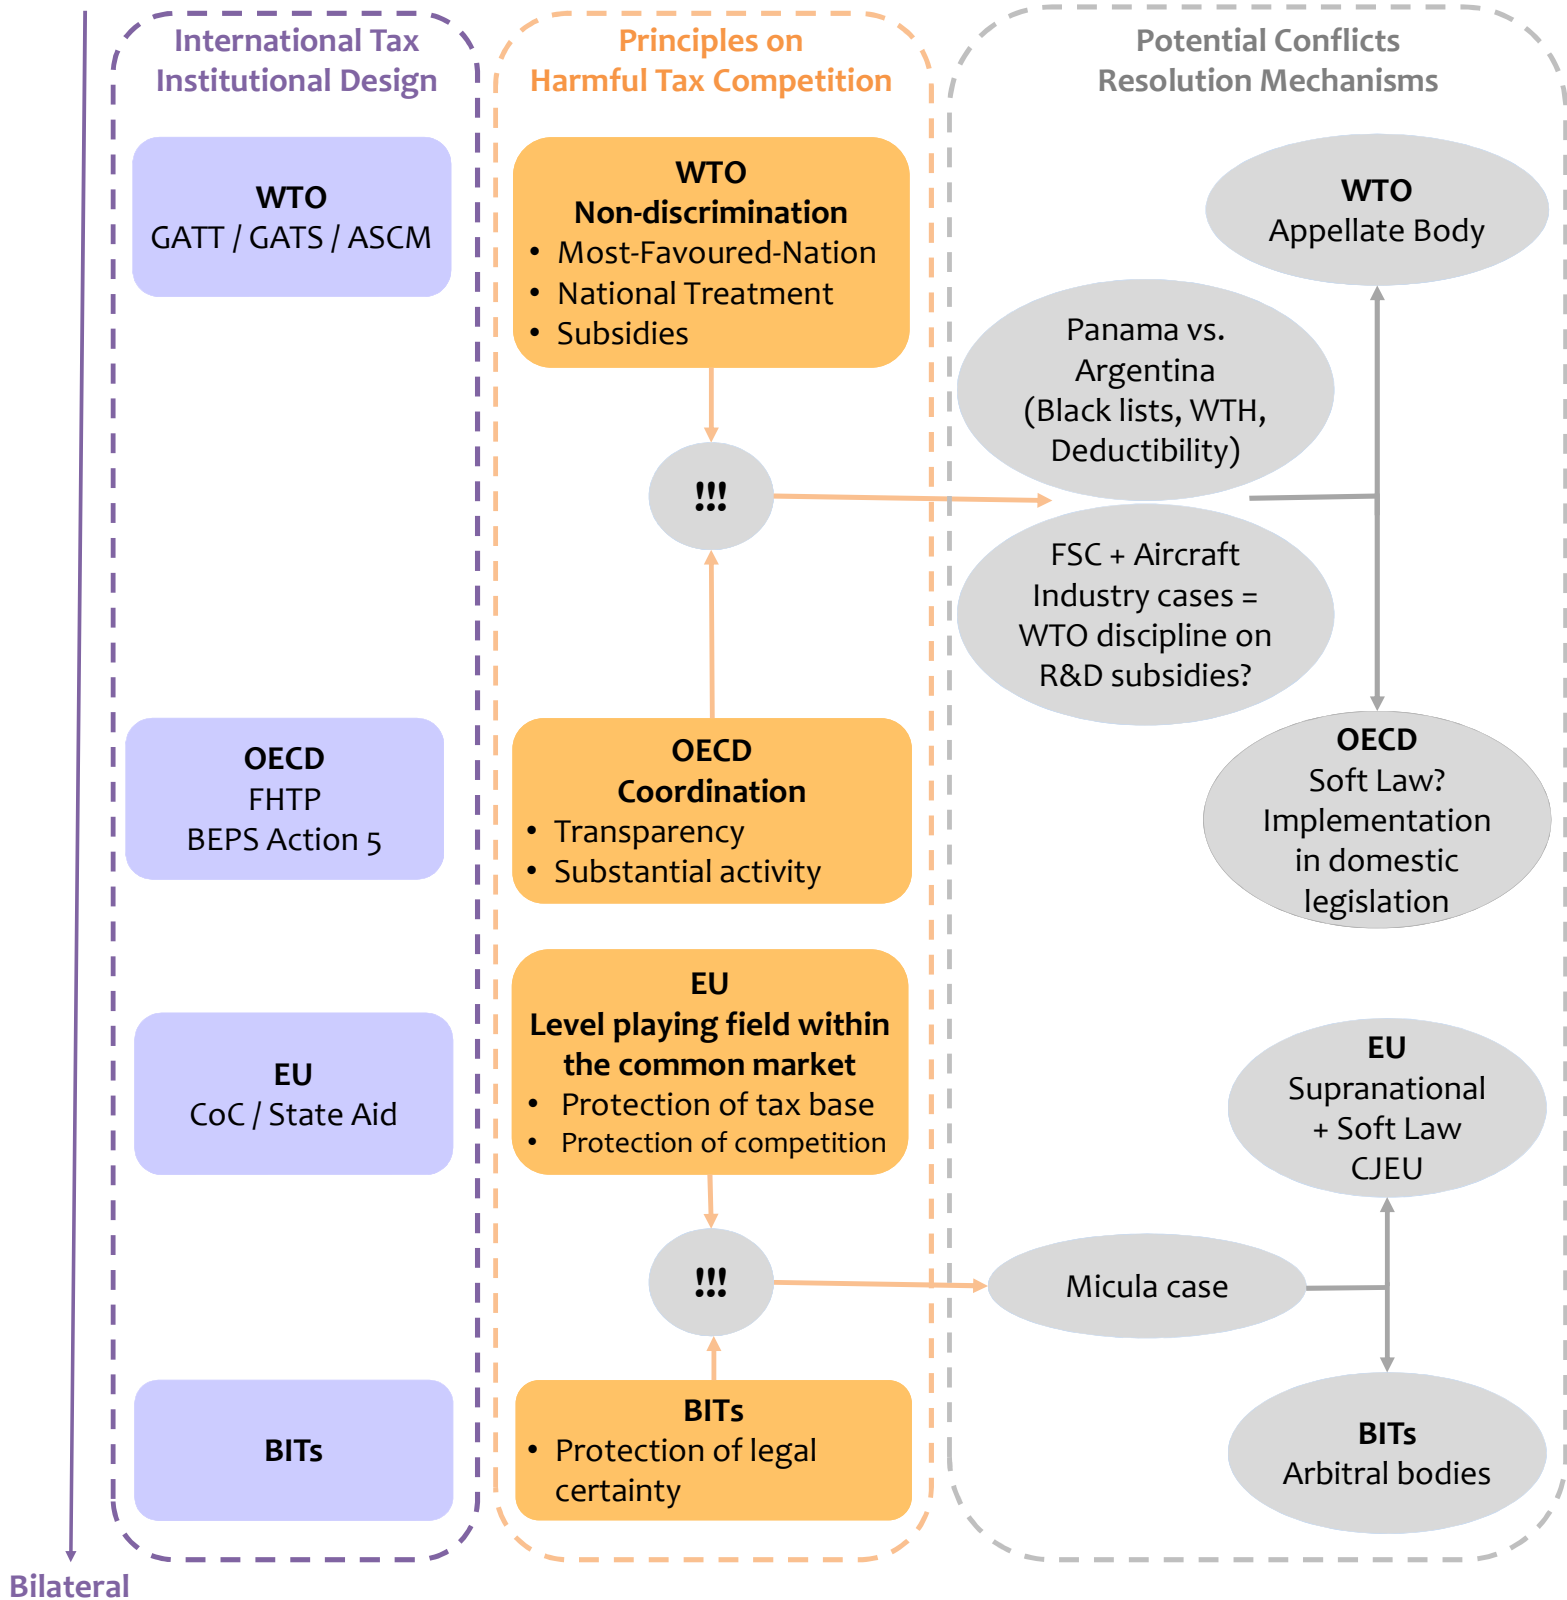 International Tax
Institutional Design
WTO
GATT / GATS / ASCM
OECD
FHTP
BEPS Action 5
EU
CoC / State Aid
BITs
Bilateral
Principles on
Harmful Tax Competition
WTO
Non-discrimination
• Most-Favoured-Nation
• National Treatment
• Subsidies
!!!
OECD
Coordination
• Transparency
• Substantial activity
EU
Level playing field within
the common market
• Protection of tax base
• Protection of competition
!!!
BITs
• Protection of legal
certainty
Potential Conflicts
Resolution Mechanisms
WTO
Appellate Body
Panama vs.
Argentina
(Black lists, WTH,
Deductibility)
FSC + Aircraft
Industry cases =
WTO discipline on
R&D subsidies?
OECD
Soft Law?
Implementation
in domestic
legislation
EU
Supranational
+ Soft Law
CJEU
Micula case
BITs
Arbitral bodies